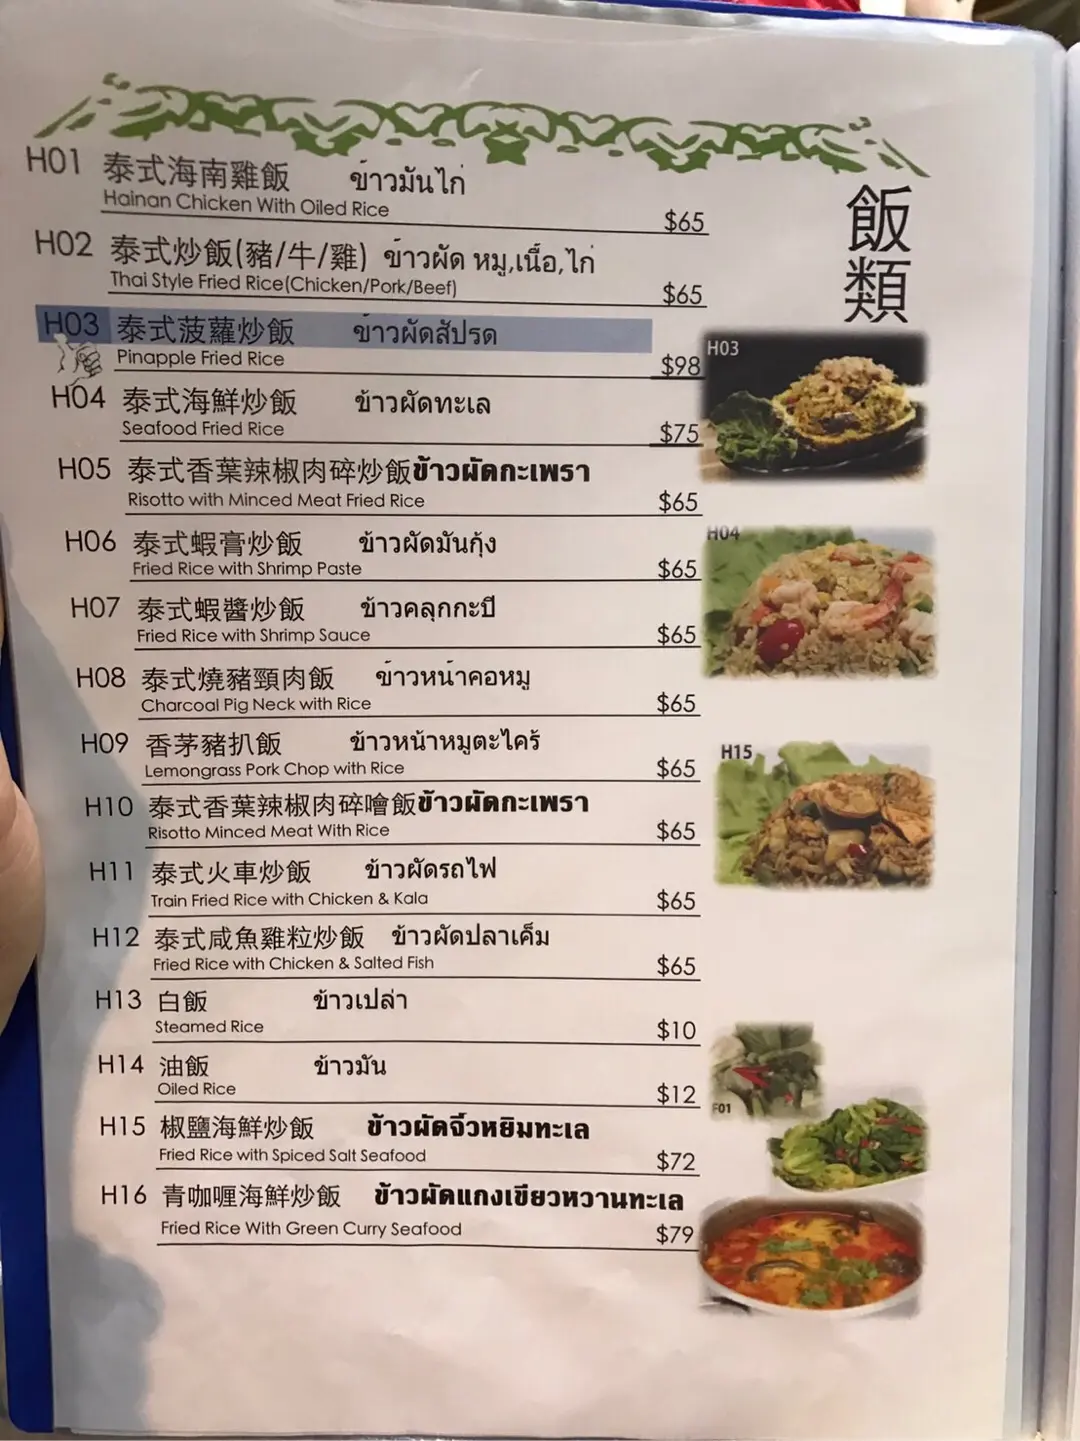 飯類
H01 泰式海南雞飯 ข้าวมันไก่
Hainan Chicken With Oiled Rice
$65
H02 泰式炒飯(豬/牛/雞) ข้าวผัด หมู,เนื้อ,ไก่
Thai Style Fried Rice(Chicken/Pork/Beef)
$65
H03 泰式菠蘿炒飯 ข้าวผัดสัปรด
Pinapple Fried Rice
$98
H03
H04 泰式海鮮炒飯 ข้าวผัดทะเล
Seafood Fried Rice
$75
H05 泰式香葉辣椒肉碎炒飯ข้าวผัดกะเพรา
Risotto with Minced Meat Fried Rice
$65
H06 泰式蝦膏炒飯 ข้าวผัดมันกุ้ง
Fried Rice with Shrimp Paste
$65
H04
H07 泰式蝦醬炒飯 ข้าวคลุกกะปี
Fried Rice with Shrimp Sauce
$65
H08 泰式燒豬頸肉飯 ข้าวหน้าคอหมู
Charcoal Pig Neck with Rice
$65
H09 香茅豬扒飯 ข้าวหน้าหมูตะไคร้
Lemongrass Pork Chop with Rice
$65
H15
H10 泰式香葉辣椒肉碎噲飯ข้าวผัดกะเพรา
Risotto Minced Meat With Rice
$65
H11 泰式火車炒飯 ข้าวผัดรถไฟ
Train Fried Rice with Chicken & Kala
$65
H12 泰式咸魚雞粒炒飯 ข้าวผัดปลาเค็ม
Fried Rice with Chicken & Salted Fish
$65
H13 白飯 ข้าวเปล่า
Steamed Rice
$10
H14 油飯 ข้าวมัน
Oiled Rice
$12
F01
H15 椒鹽海鮮炒飯 ข้าวผัดจิ๊วหยิมทะเล
Fried Rice with Spiced Salt Seafood
$72
H16 青咖喱海鮮炒飯 ข้าวผัดแกงเขียวหวานทะเล
Fried Rice With Green Curry Seafood
$79